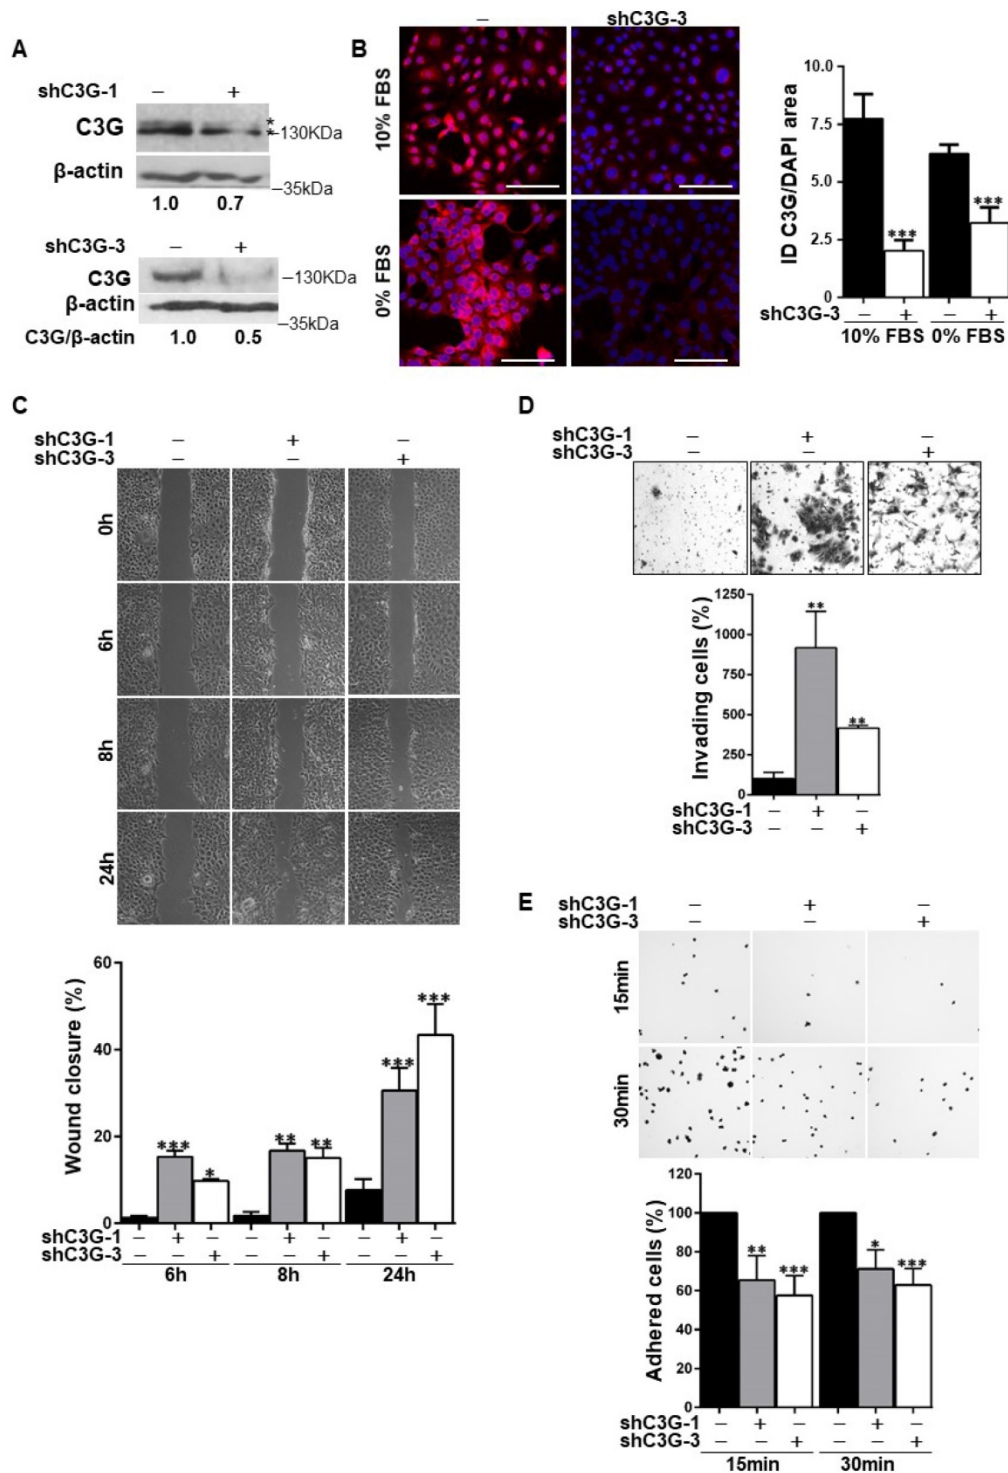 A
shC3G-1 – +
C3G
*
*
–130KDa
β-actin
–35kDa
1.0 0.7
shC3G-3 – +
C3G
–130KDa
β-actin
–35kDa
C3G/β-actin 1.0 0.5
B
– shC3G-3
10% FBS
0% FBS
ID C3G/DAPI area
10.0
7.5
5.0
2.5
0
***
***
shC3G-3 – + – +
10% FBS 0% FBS
C
shC3G-1 – + –
shC3G-3 – – +
0h
6h
8h
24h
Wound closure (%)
60
40
20
0
*** * ** ** *** ***
shC3G-1 – + – – + – – + –
shC3G-3 – – + – – + – – +
6h 8h 24h
D
shC3G-1 – + –
shC3G-3 – – +
Invading cells (%)
1250
1000
750
500
250
0
** **
shC3G-1 – + –
shC3G-3 – – +
E
shC3G-1 – + –
shC3G-3 – – +
15min
30min
Adhered cells (%)
120
100
80
60
40
20
0
** *** * ***
shC3G-1 – + – – + –
shC3G-3 – – + – – +
15min 30min